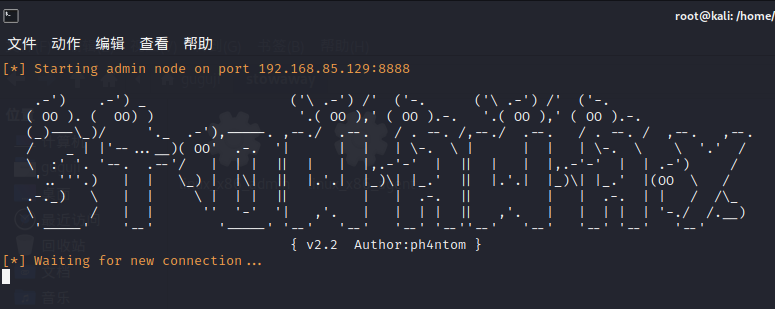 root@kali: /home/
文件 动作 编辑 查看 帮助
[*] Starting admin node on port 192.168.85.129:8888
{ v2.2 Author:ph4ntom }
[*] Waiting for new connection...